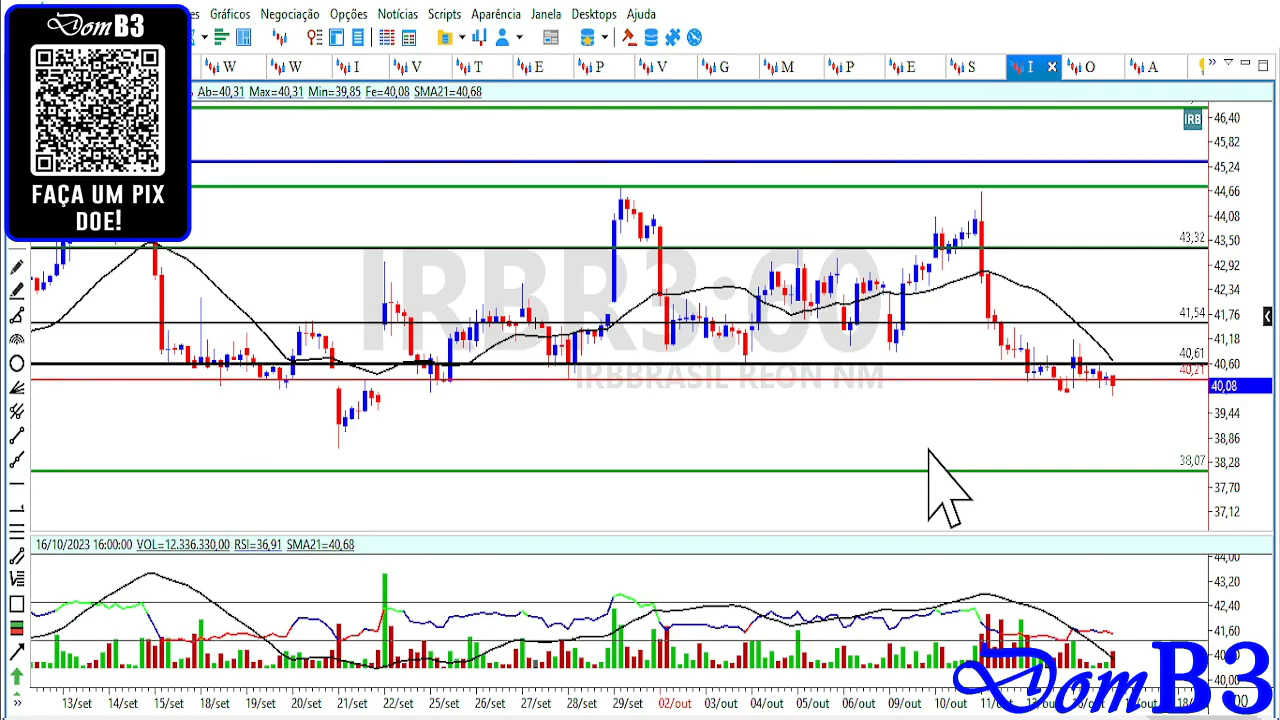 Gráficos Negociação Opções Notícias Scripts Aparência Janela Desktops Ajuda
DomB3
W W I V T E P V G M P E S I O A
Ab=40,31 Max=40,31 Min=39,85 Fe=40,08 SMA21=40,68
FAÇA UM PIX
DOE!
IRB
IRBR3:60
IRBBRASIL REON NM
43,32
41,54
40,61
40,21
38,07
46,40
45,82
45,24
44,66
44,08
43,50
42,92
42,34
41,76
41,18
40,60
40,08
39,44
38,86
38,28
37,70
37,12
16/10/2023 16:00:00 VOL=12.336.330,00 RSI=36,91 SMA21=40,68
44,00
43,20
42,40
41,60
13/set 14/set 15/set 18/set 19/set 20/set 21/set 22/set 25/set 26/set 27/set 28/set 29/set 02/out 03/out 04/out 05/out 06/out 09/out 10/out 11/out
DomB3